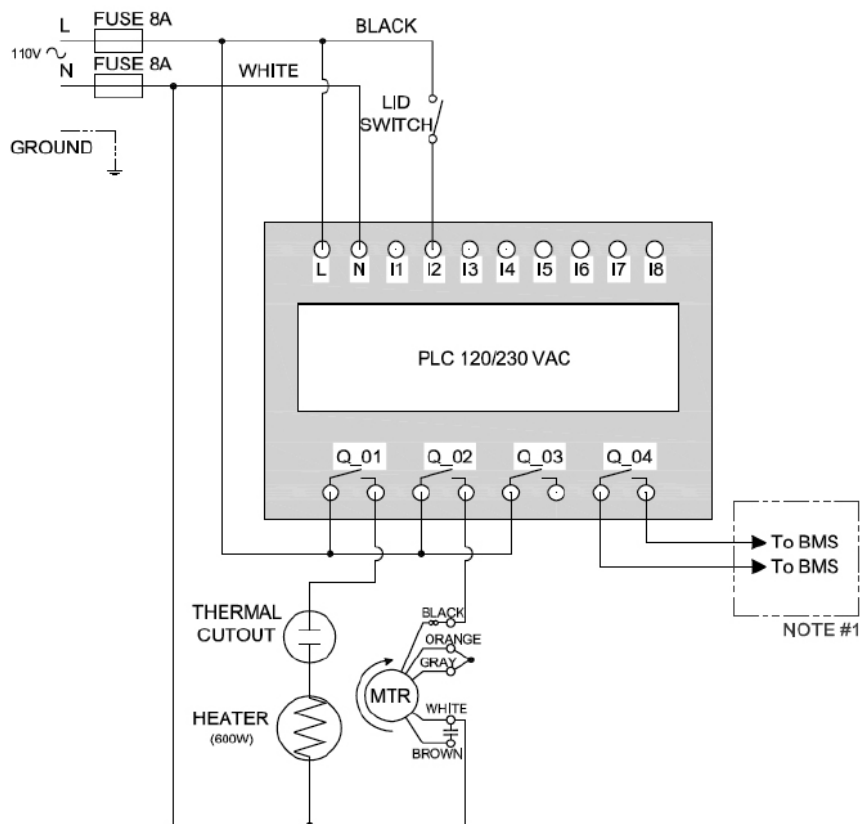 L
FUSE 8A
BLACK
110V
N
FUSE 8A
WHITE
LID
SWITCH
GROUND
L N I1 I2 I3 I4 I5 I6 I7 I8
PLC 120/230 VAC
Q_01 Q_02 Q_03 Q_04
To BMS
To BMS
NOTE #1
THERMAL
CUTOUT
BLACK
ORANGE
GRAY
MTR
WHITE
BROWN
HEATER
(600W)